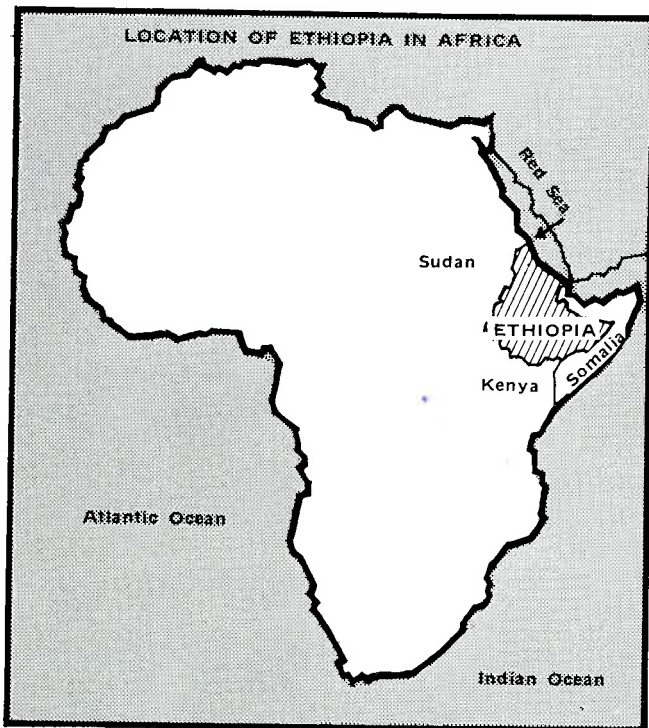 LOCATION OF ETHIOPIA IN AFRICA
Red Sea
Sudan
ETHIOPIA
Somalia
Kenya
Atlantic Ocean
Indian Ocean